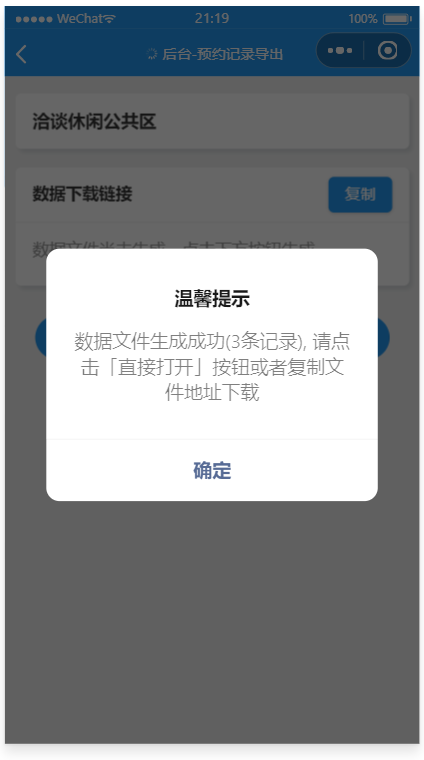 WeChat 21:19 100%
后台-预约记录导出
洽谈休闲公共区
数据下载链接 复制
数据文件尚未生成，点击下方按钮生成
温馨提示
数据文件生成成功(3条记录), 请点
击「直接打开」按钮或者复制文
件地址下载
确定